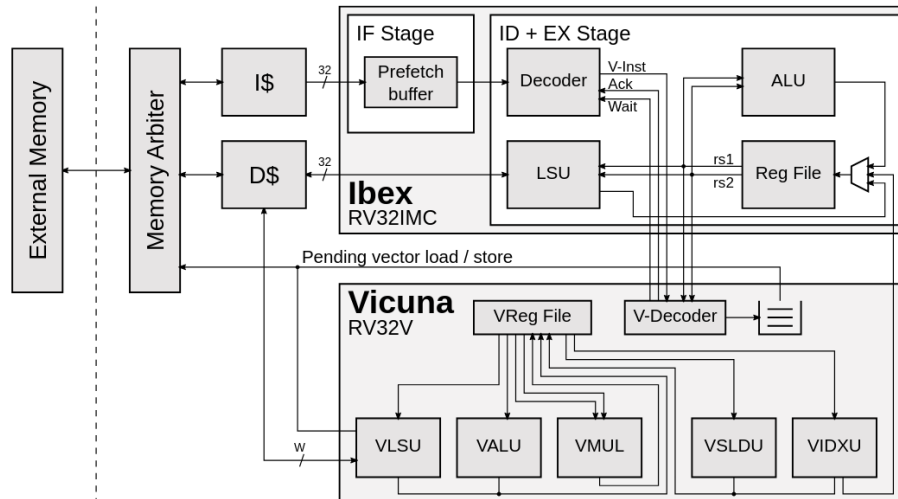 External Memory
Memory Arbiter
I$
D$
32
32
IF Stage
Prefetch
buffer
ID + EX Stage
Decoder
V-Inst
Ack
Wait
ALU
LSU
rs1
rs2
Reg File
Ibex
RV32IMC
Pending vector load / store
Vicuna
RV32V
VReg File
V-Decoder
W
VLSU
VALU
VMUL
VSLDU
VIDXU